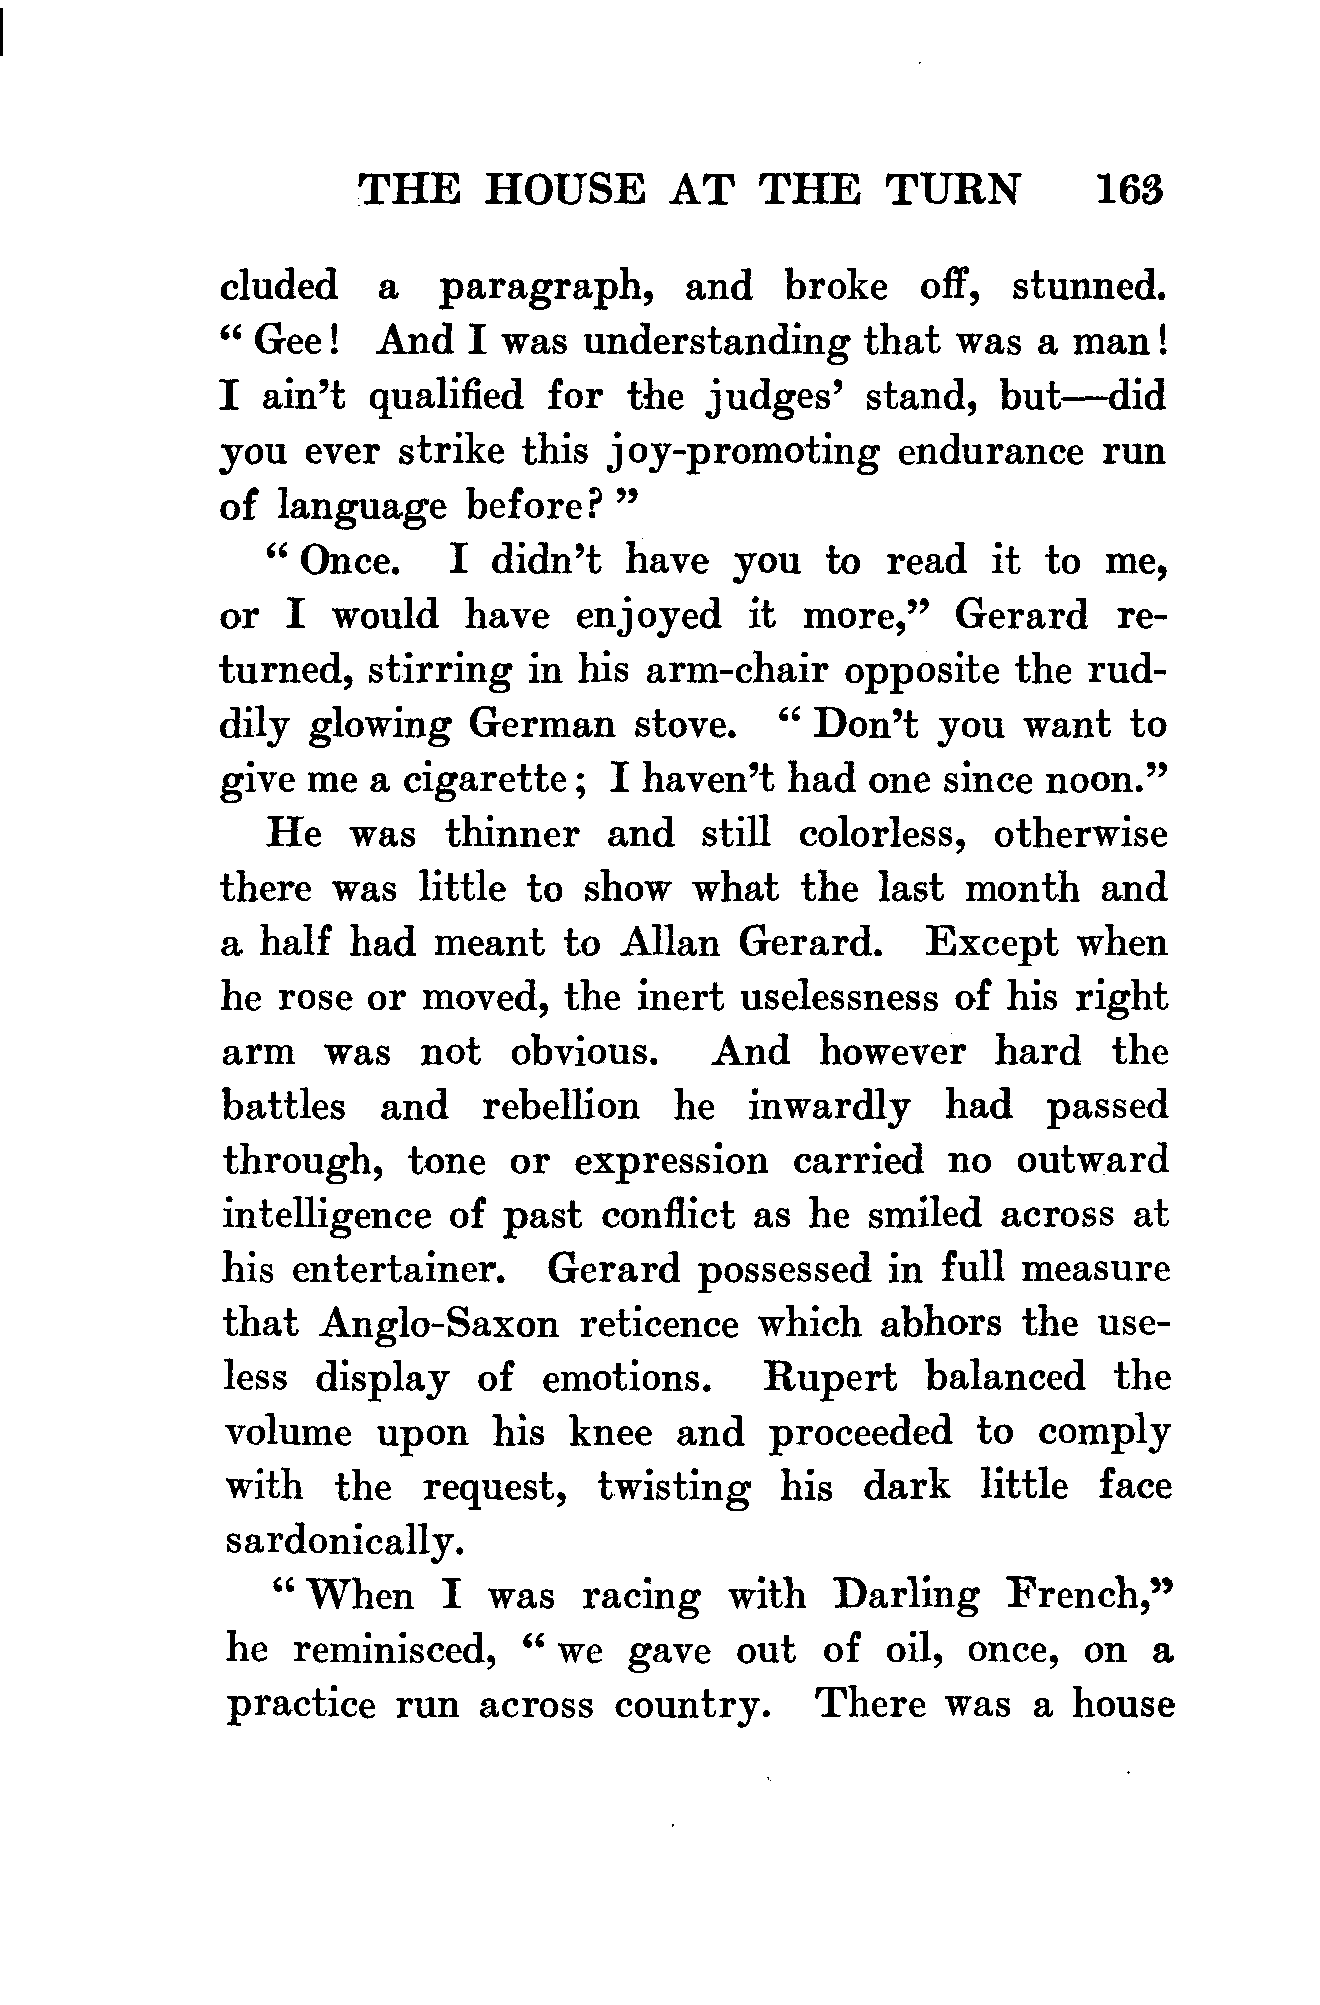 THE HOUSE AT THE TURN 163
cluded a paragraph, and broke off, stunned.
“ Gee! And I was understanding that was a man!
I ain’t qualified for the judges’ stand, but—did
you ever strike this joy-promoting endurance run
of language before? ”
“ Once. I didn’t have you to read it to me,
or I would have enjoyed it more,” Gerard re-
turned, stirring in his arm-chair opposite the rud-
dily glowing German stove. “ Don’t you want to
give me a cigarette; I haven’t had one since noon.”
He was thinner and still colorless, otherwise
there was little to show what the last month and
a half had meant to Allan Gerard. Except when
he rose or moved, the inert uselessness of his right
arm was not obvious. And however hard the
battles and rebellion he inwardly had passed
through, tone or expression carried no outward
intelligence of past conflict as he smiled across at
his entertainer. Gerard possessed in full measure
that Anglo-Saxon reticence which abhors the use-
less display of emotions. Rupert balanced the
volume upon his knee and proceeded to comply
with the request, twisting his dark little face
sardonically.
“ When I was racing with Darling French,”
he reminisced, “ we gave out of oil, once, on a
practice run across country. There was a house